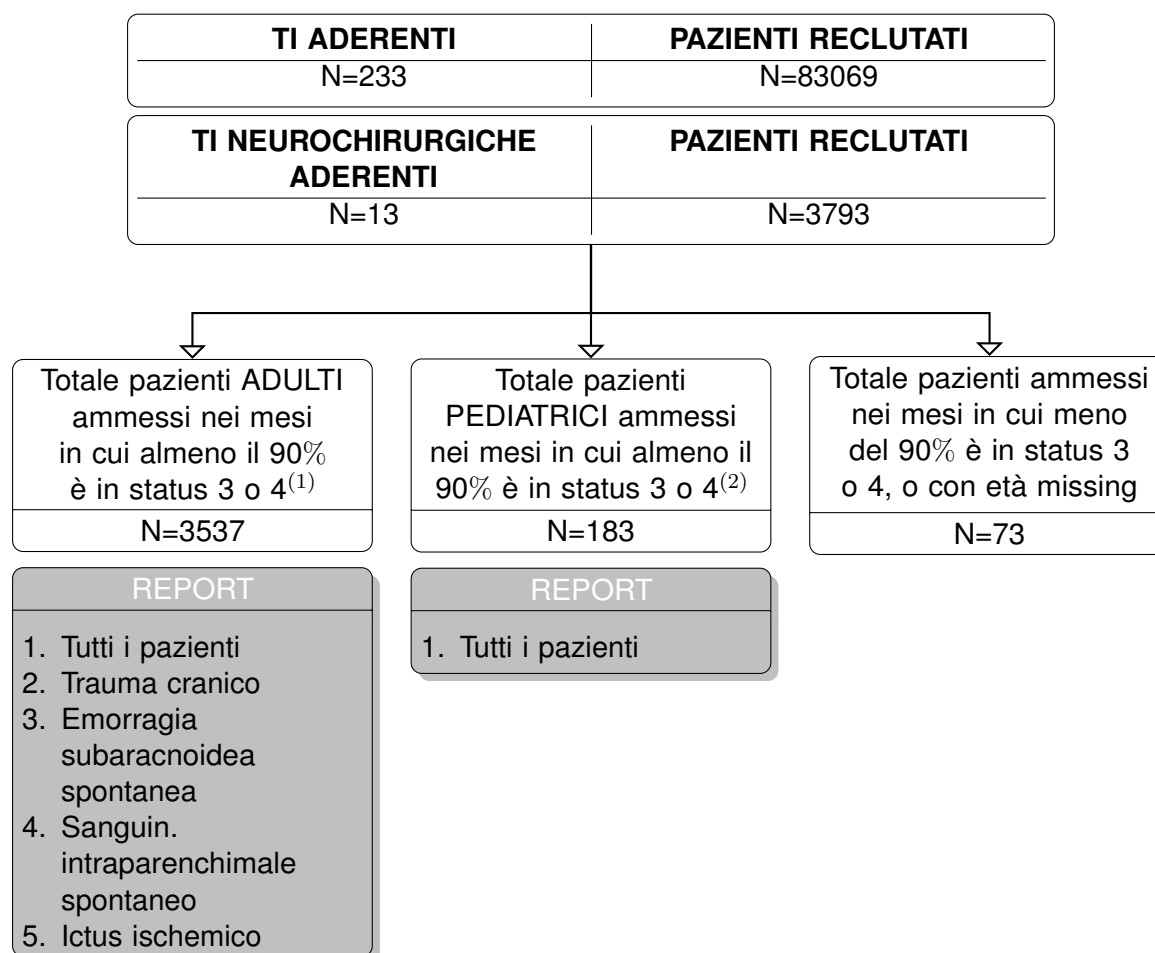 TI ADERENTI PAZIENTI RECLUTATI
N=233 N=83069
TI NEUROCHIRURGICHE PAZIENTI RECLUTATI
ADERENTI
N=13 N=3793
Totale pazienti ADULTI
ammessi nei mesi
in cui almeno il 90%
è in status 3 o 4(1)
N=3537
REPORT
1. Tutti i pazienti
2. Trauma cranico
3. Emorragia
subaracnoidea
spontanea
4. Sanguin.
intraparenchimale
spontaneo
5. Ictus ischemico
Totale pazienti
PEDIATRICI ammessi
nei mesi in cui almeno il
90% è in status 3 o 4(2)
N=183
REPORT
1. Tutti i pazienti
Totale pazienti ammessi
nei mesi in cui meno
del 90% è in status 3
o 4, o con età missing
N=73